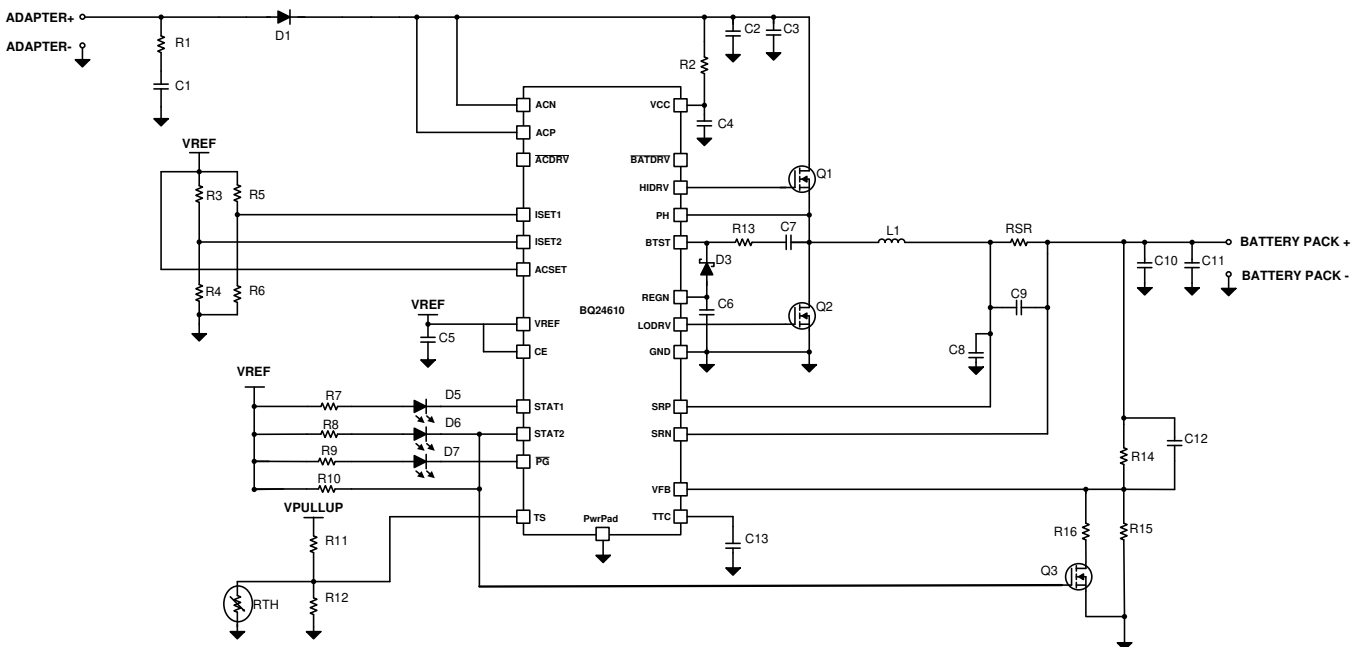 ADAPTER+
ADAPTER-
R1
C1
D1
R2
C2
C3
C4
VREF
R3
R5
R4
R6
ACN
ACP
ACDRV
ISET1
ISET2
ACSET
VREF
CE
STAT1
STAT2
PG
TS
BQ24610
PwrPad
VCC
BATDRV
HIDRV
PH
BTST
REGN
LODRV
GND
SRP
SRN
VFB
TTC
VREF
C5
VREF
R7
D5
R8
D6
R9
D7
R10
VPULLUP
R11
R12
RTH
Q1
R13
C7
D3
C6
Q2
L1
RSR
C9
C8
C10
C11
BATTERY PACK +
BATTERY PACK -
C12
R14
R15
R16
Q3
C13